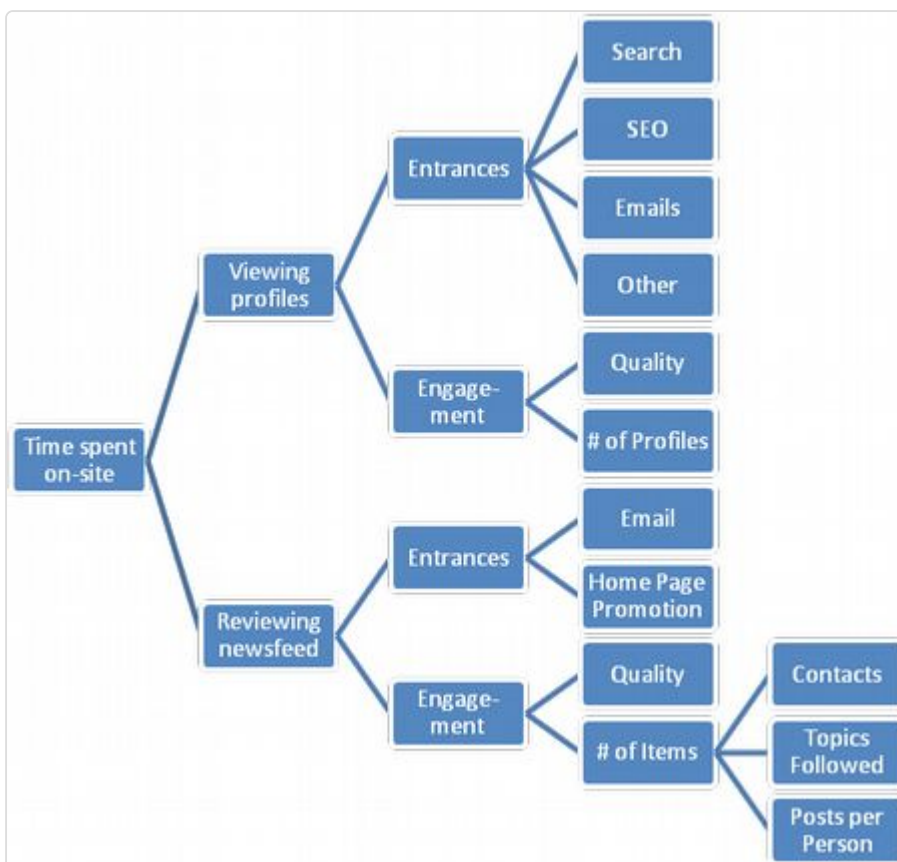 Search
SEO
Entrances
Emails
Viewing
profiles
Other
Quality
Engage-
ment
# of Profiles
Time spent
on-site
Email
Entrances
Home Page
Promotion
Reviewing
newsfeed
Quality
Contacts
Engage-
ment
# of Items
Topics
Followed
Posts per
Person